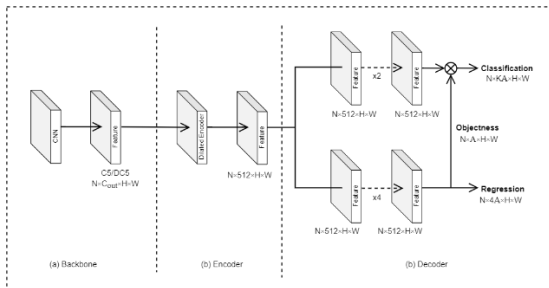 CNN
Feature
C5/DC5
N×Cout×H×W
(a) Backbone
Dilated Encoder
Feature
N×512×H×W
(b) Encoder
Feature
x2
Feature
N×512×H×W
N×512×H×W
Classification
N×KA×H×W
Objectness
N×A×H×W
Feature
x4
Feature
N×512×H×W
N×512×H×W
Regression
N×4A×H×W
(b) Decoder